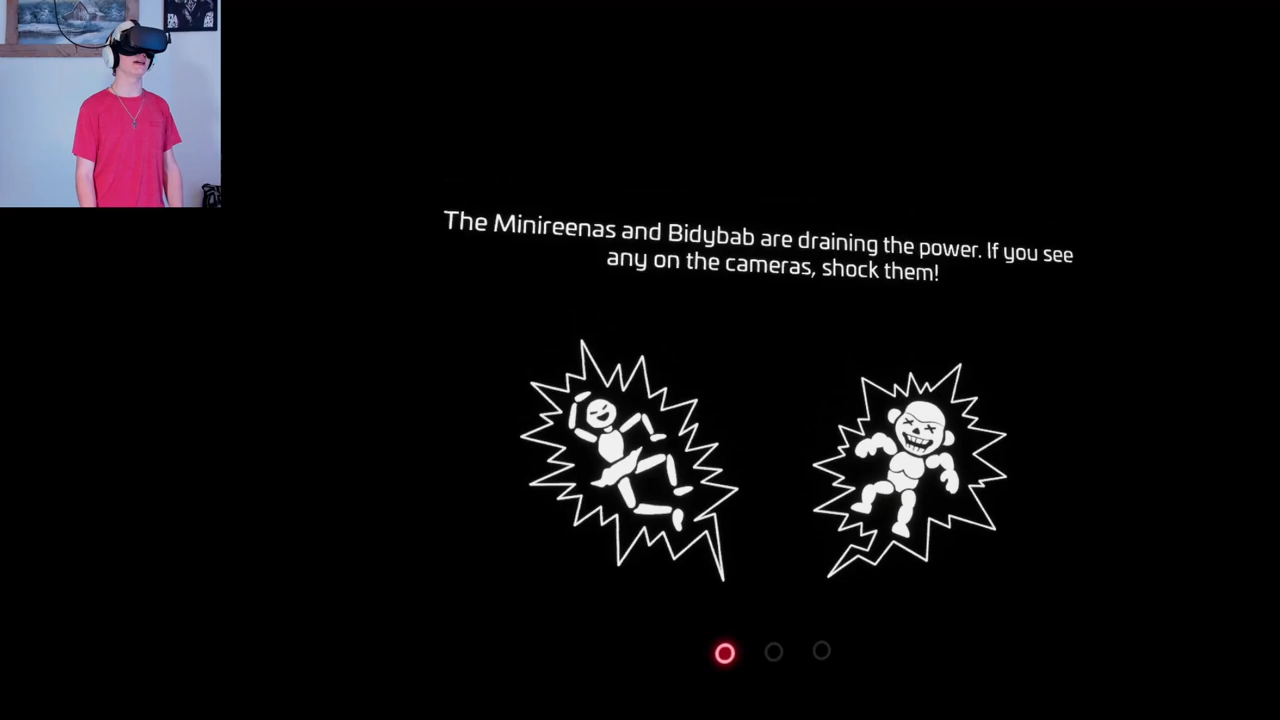 The Minireenas and Bidybab are draining the power. If you see
any on the cameras, shock them!